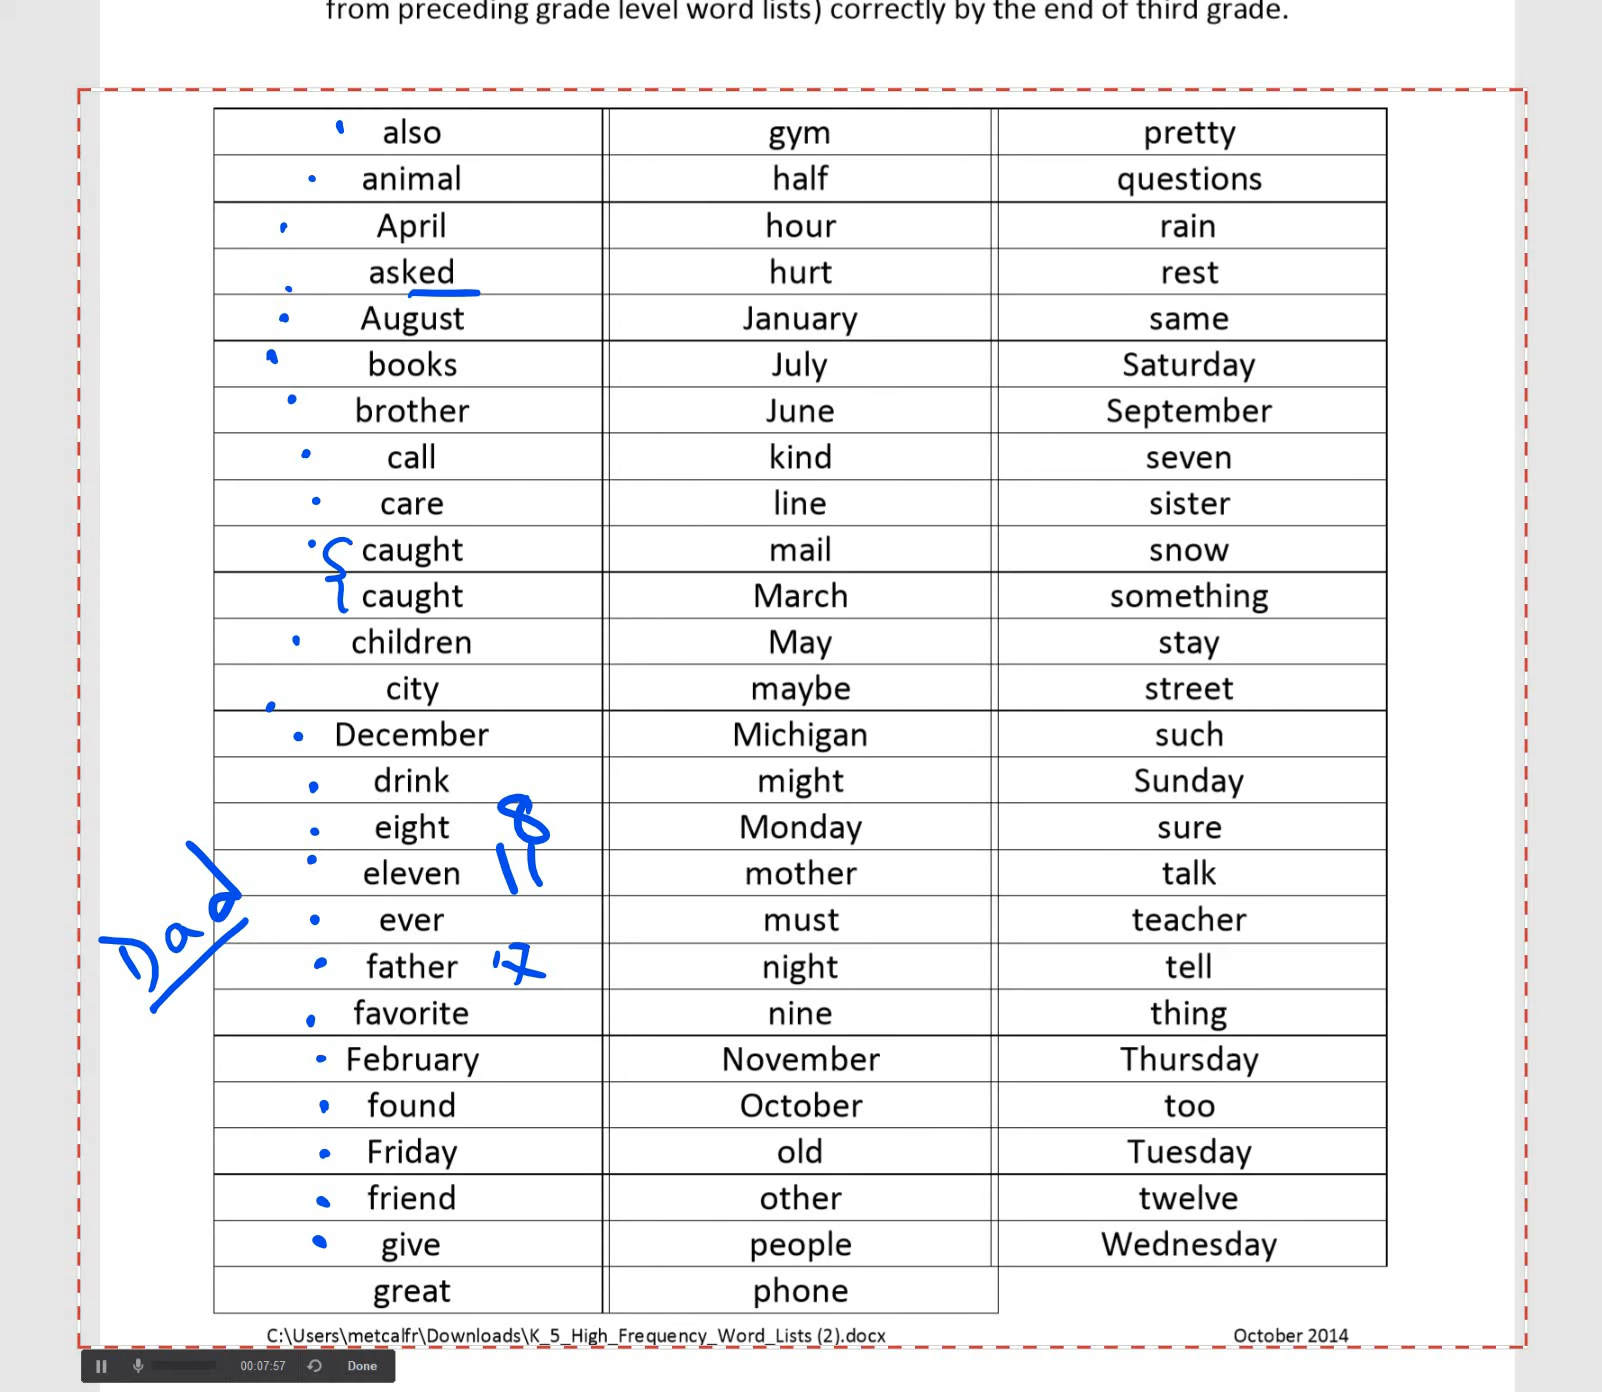 from preceding grade level word lists) correctly by the end of third grade.
also gym pretty
animal half questions
April hour rain
asked hurt rest
August January same
books July Saturday
brother June September
call kind seven
care line sister
caught mail snow
caught March something
children May stay
city maybe street
December Michigan such
drink might Sunday
eight 8 Monday sure
eleven 11 mother talk
ever must teacher
Dad
father 7 night tell
favorite nine thing
February November Thursday
found October too
Friday old Tuesday
friend other twelve
give people Wednesday
great phone
C:\Users\metcalfr\Downloads\K_5_High_Frequency_Word_Lists (2).docx October 2014
00:07:57 Done